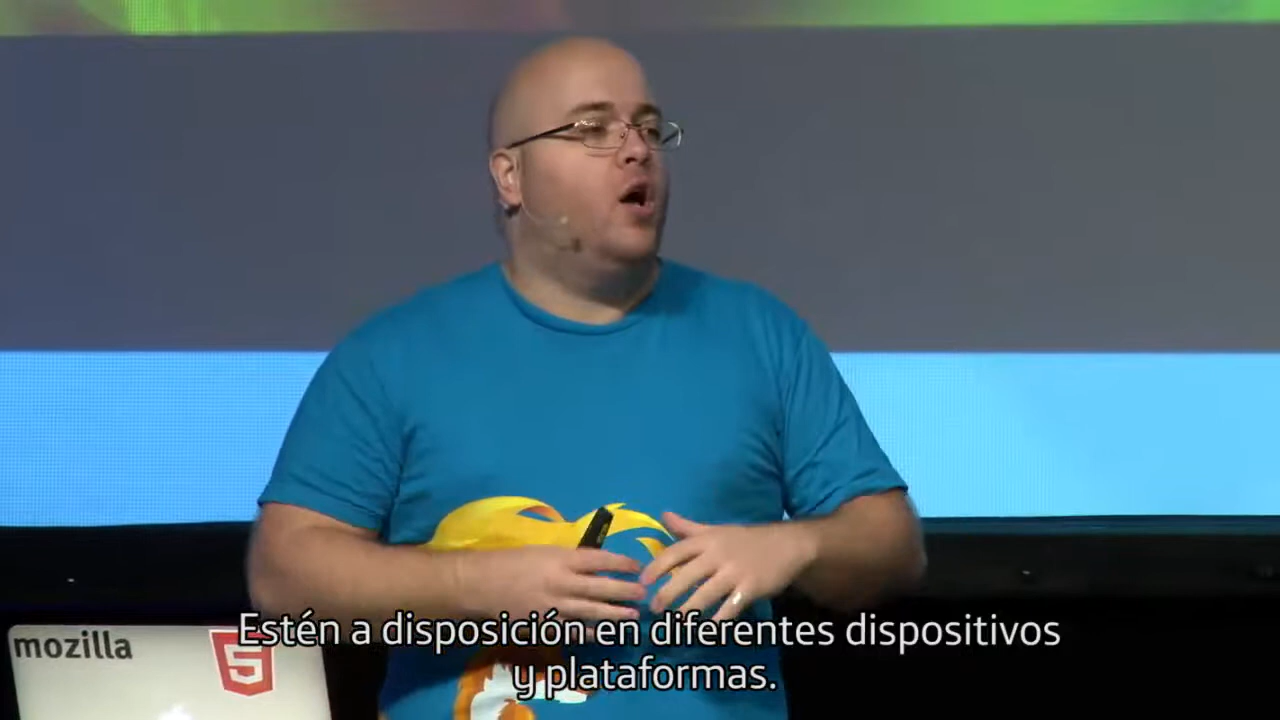 mozilla
5
Estén a disposición en diferentes dispositivos
y plataformas.